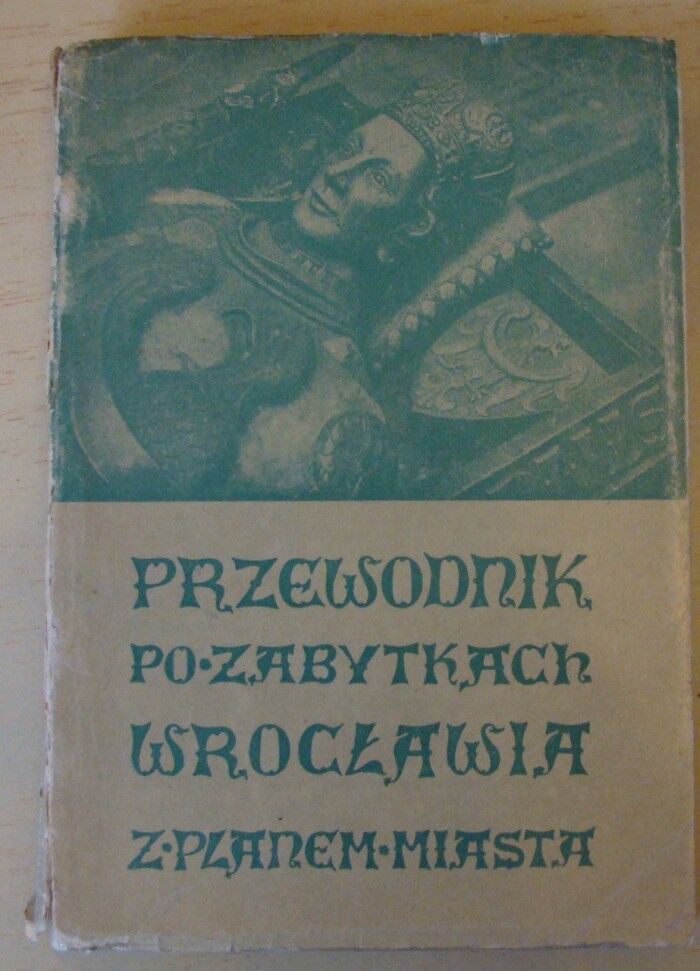 PRZEWODNIK
PO·ZABYTKACH
WROCŁAWIA
Z·PLANEM·MIASTA